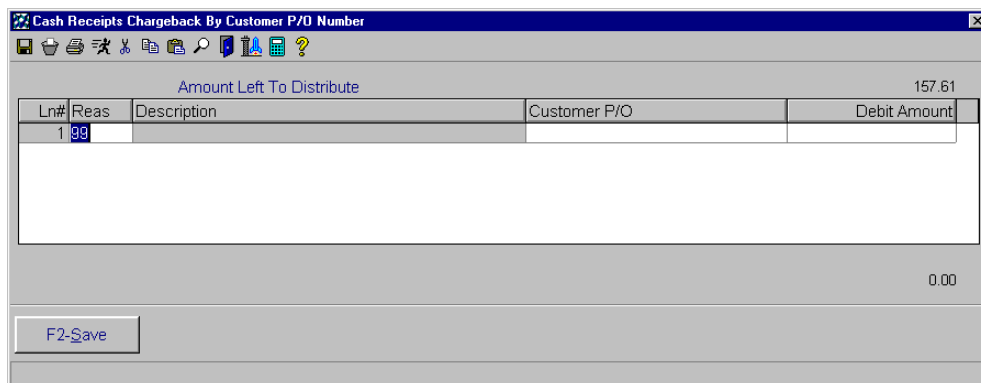 Cash Receipts Chargeback By Customer P/O Number
Amount Left To Distribute 157.61
Ln# Reas Description Customer P/O Debit Amount
1 99
0.00
F2-Save